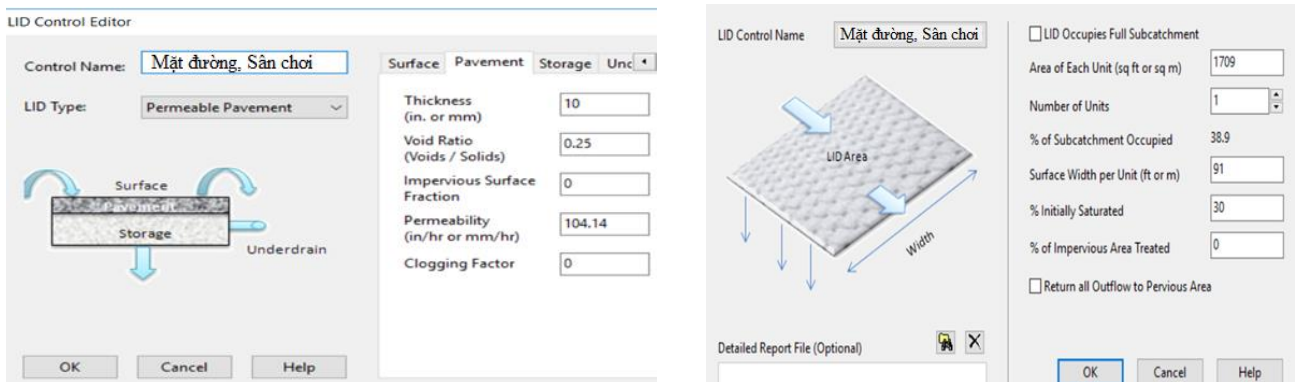 LID Control Editor
Control Name: Mặt đường, Sân chơi
LID Type: Permeable Pavement
Surface
Pavement
Storage
Underdrain
OK Cancel Help
Surface Pavement Storage Unc
Thickness
(in. or mm) 10
Void Ratio
(Voids / Solids) 0.25
Impervious Surface
Fraction 0
Permeability
(in/hr or mm/hr) 104.14
Clogging Factor 0
LID Control Name Mặt đường, Sân chơi
LID Area
Width
Detailed Report File (Optional)
LID Occupies Full Subcatchment
Area of Each Unit (sq ft or sq m) 1709
Number of Units 1
% of Subcatchment Occupied 38.9
Surface Width per Unit (ft or m) 91
% Initially Saturated 30
% of Impervious Area Treated 0
Return all Outflow to Pervious Area
OK Cancel Help